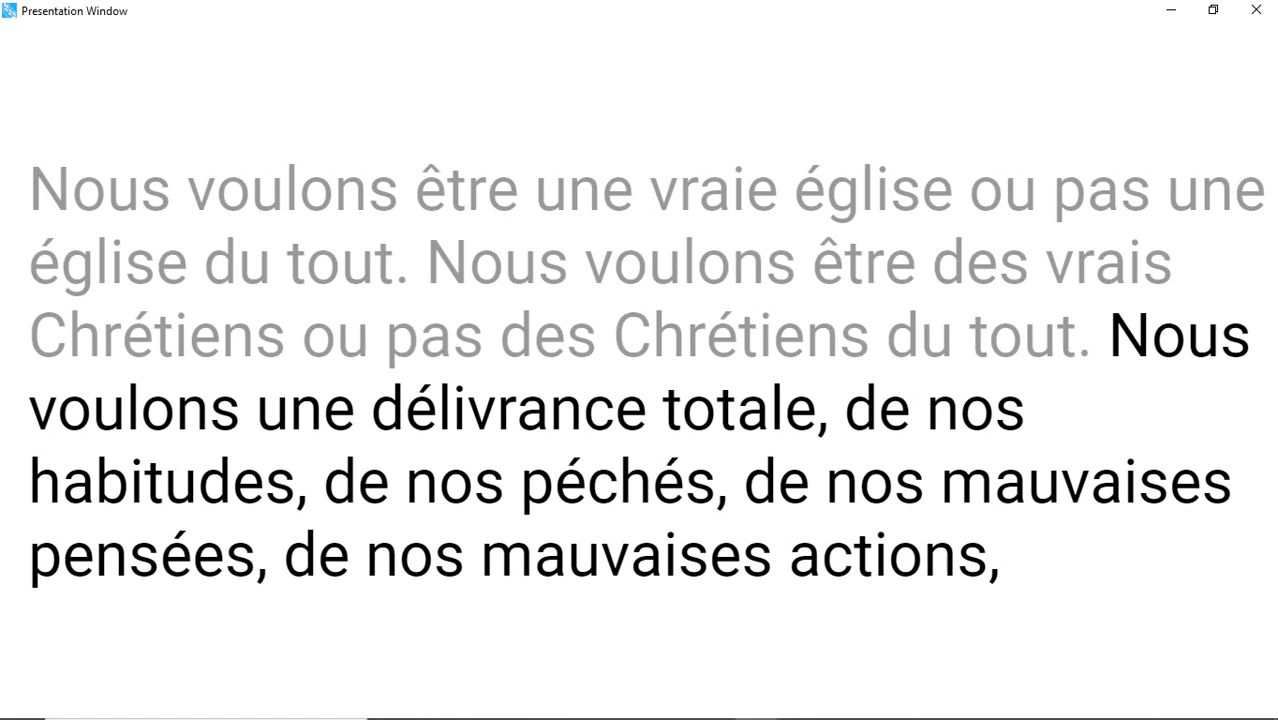 Presentation Window
Nous voulons être une vraie église ou pas une
église du tout. Nous voulons être des vrais
Chrétiens ou pas des Chrétiens du tout. Nous
voulons une délivrance totale, de nos
habitudes, de nos péchés, de nos mauvaises
pensées, de nos mauvaises actions,